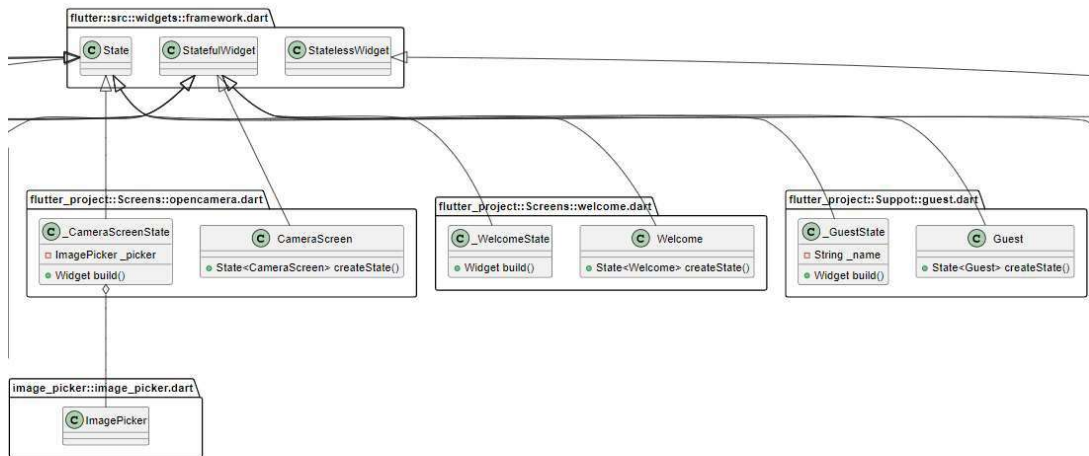 flutter::src::widgets::framework.dart
C State
C StatefulWidget
C StatelessWidget
flutter_project::Screens::opencamera.dart
C _CameraScreenState
ImagePicker _picker
Widget build()
C CameraScreen
State<CameraScreen> createState()
flutter_project::Screens::welcome.dart
C _WelcomeState
Widget build()
C Welcome
State<Welcome> createState()
flutter_project::Suppot::guest.dart
C _GuestState
String _name
Widget build()
C Guest
State<Guest> createState()
image_picker::image_picker.dart
C ImagePicker